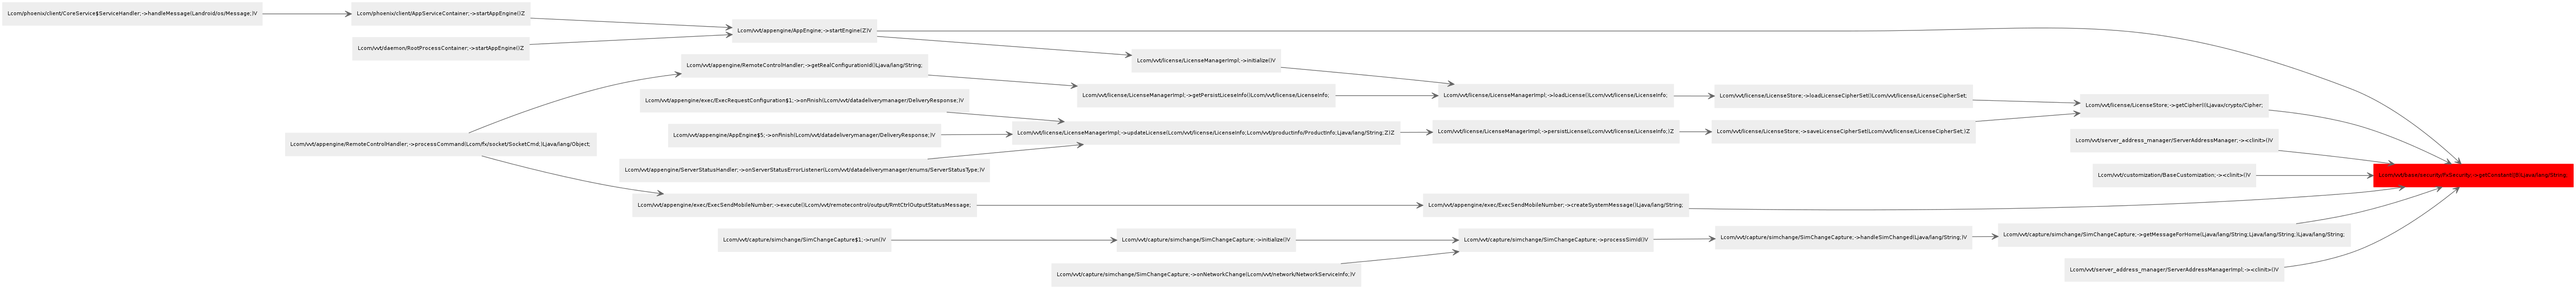 Lcom/phoenix/client/CoreService$ServiceHandler;->handleMessage(Landroid/os/Message;)V
Lcom/phoenix/client/AppServiceContainer;->startAppEngine()Z
Lcom/vvt/daemon/RootProcessContainer;->startAppEngine()Z
Lcom/vvt/appengine/AppEngine;->startEngine(Z)V
Lcom/vvt/license/LicenseManagerImpl;->initialize()V
Lcom/vvt/appengine/RemoteControlHandler;->getRealConfigurationId()Ljava/lang/String;
Lcom/vvt/license/LicenseManagerImpl;->getPersistLiceseInfo()Lcom/vvt/license/LicenseInfo;
Lcom/vvt/license/LicenseManagerImpl;->loadLicense()Lcom/vvt/license/LicenseInfo;
Lcom/vvt/license/LicenseStore;->loadLicenseCipherSet()Lcom/vvt/license/LicenseCipherSet;
Lcom/vvt/license/LicenseStore;->getCipher(I)Ljavax/crypto/Cipher;
Lcom/vvt/appengine/exec/ExecRequestConfiguration$1;->onFinish(Lcom/vvt/datadeliverymanager/DeliveryResponse;)V
Lcom/vvt/appengine/AppEngine$5;->onFinish(Lcom/vvt/datadeliverymanager/DeliveryResponse;)V
Lcom/vvt/license/LicenseManagerImpl;->updateLicense(Lcom/vvt/license/LicenseInfo;Lcom/vvt/productinfo/ProductInfo;Ljava/lang/String;Z)Z
Lcom/vvt/license/LicenseManagerImpl;->persistLicense(Lcom/vvt/license/LicenseInfo;)Z
Lcom/vvt/license/LicenseStore;->saveLicenseCipherSet(Lcom/vvt/license/LicenseCipherSet;)Z
Lcom/vvt/server_address_manager/ServerAddressManager;-><clinit>()V
Lcom/vvt/appengine/RemoteControlHandler;->processCommand(Lcom/fx/socket/SocketCmd;)Ljava/lang/Object;
Lcom/vvt/appengine/ServerStatusHandler;->onServerStatusErrorListener(Lcom/vvt/datadeliverymanager/enums/ServerStatusType;)V
Lcom/vvt/customization/BaseCustomization;-><clinit>()V
Lcom/vvt/base/security/FxSecurity;->getConstant([B)Ljava/lang/String;
Lcom/vvt/appengine/exec/ExecSendMobileNumber;->execute()Lcom/vvt/remotecontrol/output/RmtCtrlOutputStatusMessage;
Lcom/vvt/appengine/exec/ExecSendMobileNumber;->createSystemMessage()Ljava/lang/String;
Lcom/vvt/capture/simchange/SimChangeCapture$1;->run()V
Lcom/vvt/capture/simchange/SimChangeCapture;->initialize()V
Lcom/vvt/capture/simchange/SimChangeCapture;->processSimId()V
Lcom/vvt/capture/simchange/SimChangeCapture;->handleSimChanged(Ljava/lang/String;)V
Lcom/vvt/capture/simchange/SimChangeCapture;->getMessageForHome(Ljava/lang/String;Ljava/lang/String;)Ljava/lang/String;
Lcom/vvt/capture/simchange/SimChangeCapture;->onNetworkChange(Lcom/vvt/network/NetworkServiceInfo;)V
Lcom/vvt/server_address_manager/ServerAddressManagerImpl;-><clinit>()V